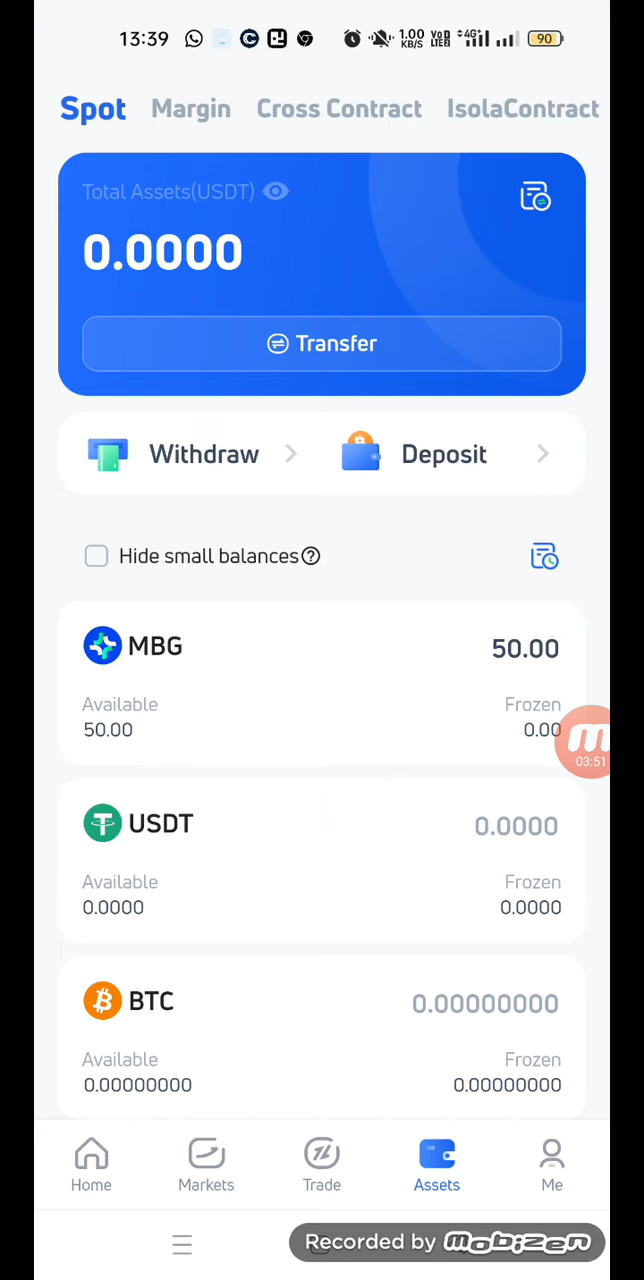 13:39 1.00 KB/S 4G 90
Spot Margin Cross Contract IsolaContract
Total Assets(USDT)
0.0000
Transfer
Withdraw Deposit
Hide small balances?
MBG 50.00
Available Frozen
50.00 0.00
03:51
USDT 0.0000
Available Frozen
0.0000 0.0000
BTC 0.00000000
Available Frozen
0.00000000 0.00000000
Home Markets Trade Assets Me
Recorded by mobizen